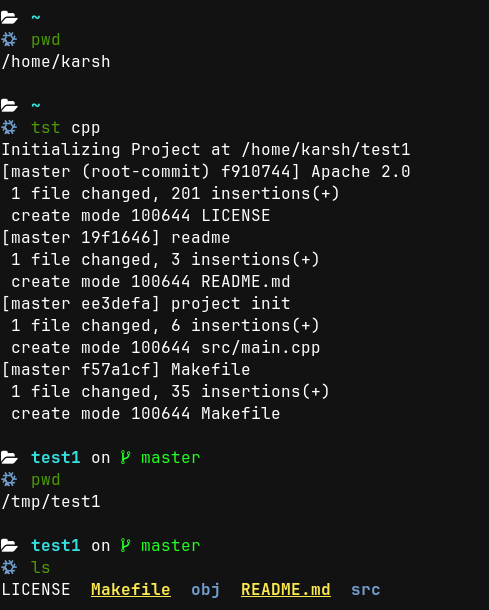 ~
pwd
/home/karsh
~
tst cpp
Initializing Project at /home/karsh/test1
[master (root-commit) f910744] Apache 2.0
 1 file changed, 201 insertions(+)
 create mode 100644 LICENSE
[master 19f1646] readme
 1 file changed, 3 insertions(+)
 create mode 100644 README.md
[master ee3defa] project init
 1 file changed, 6 insertions(+)
 create mode 100644 src/main.cpp
[master f57a1cf] Makefile
 1 file changed, 35 insertions(+)
 create mode 100644 Makefile
test1 on master
pwd
/tmp/test1
test1 on master
ls
LICENSE  Makefile  obj  README.md  src